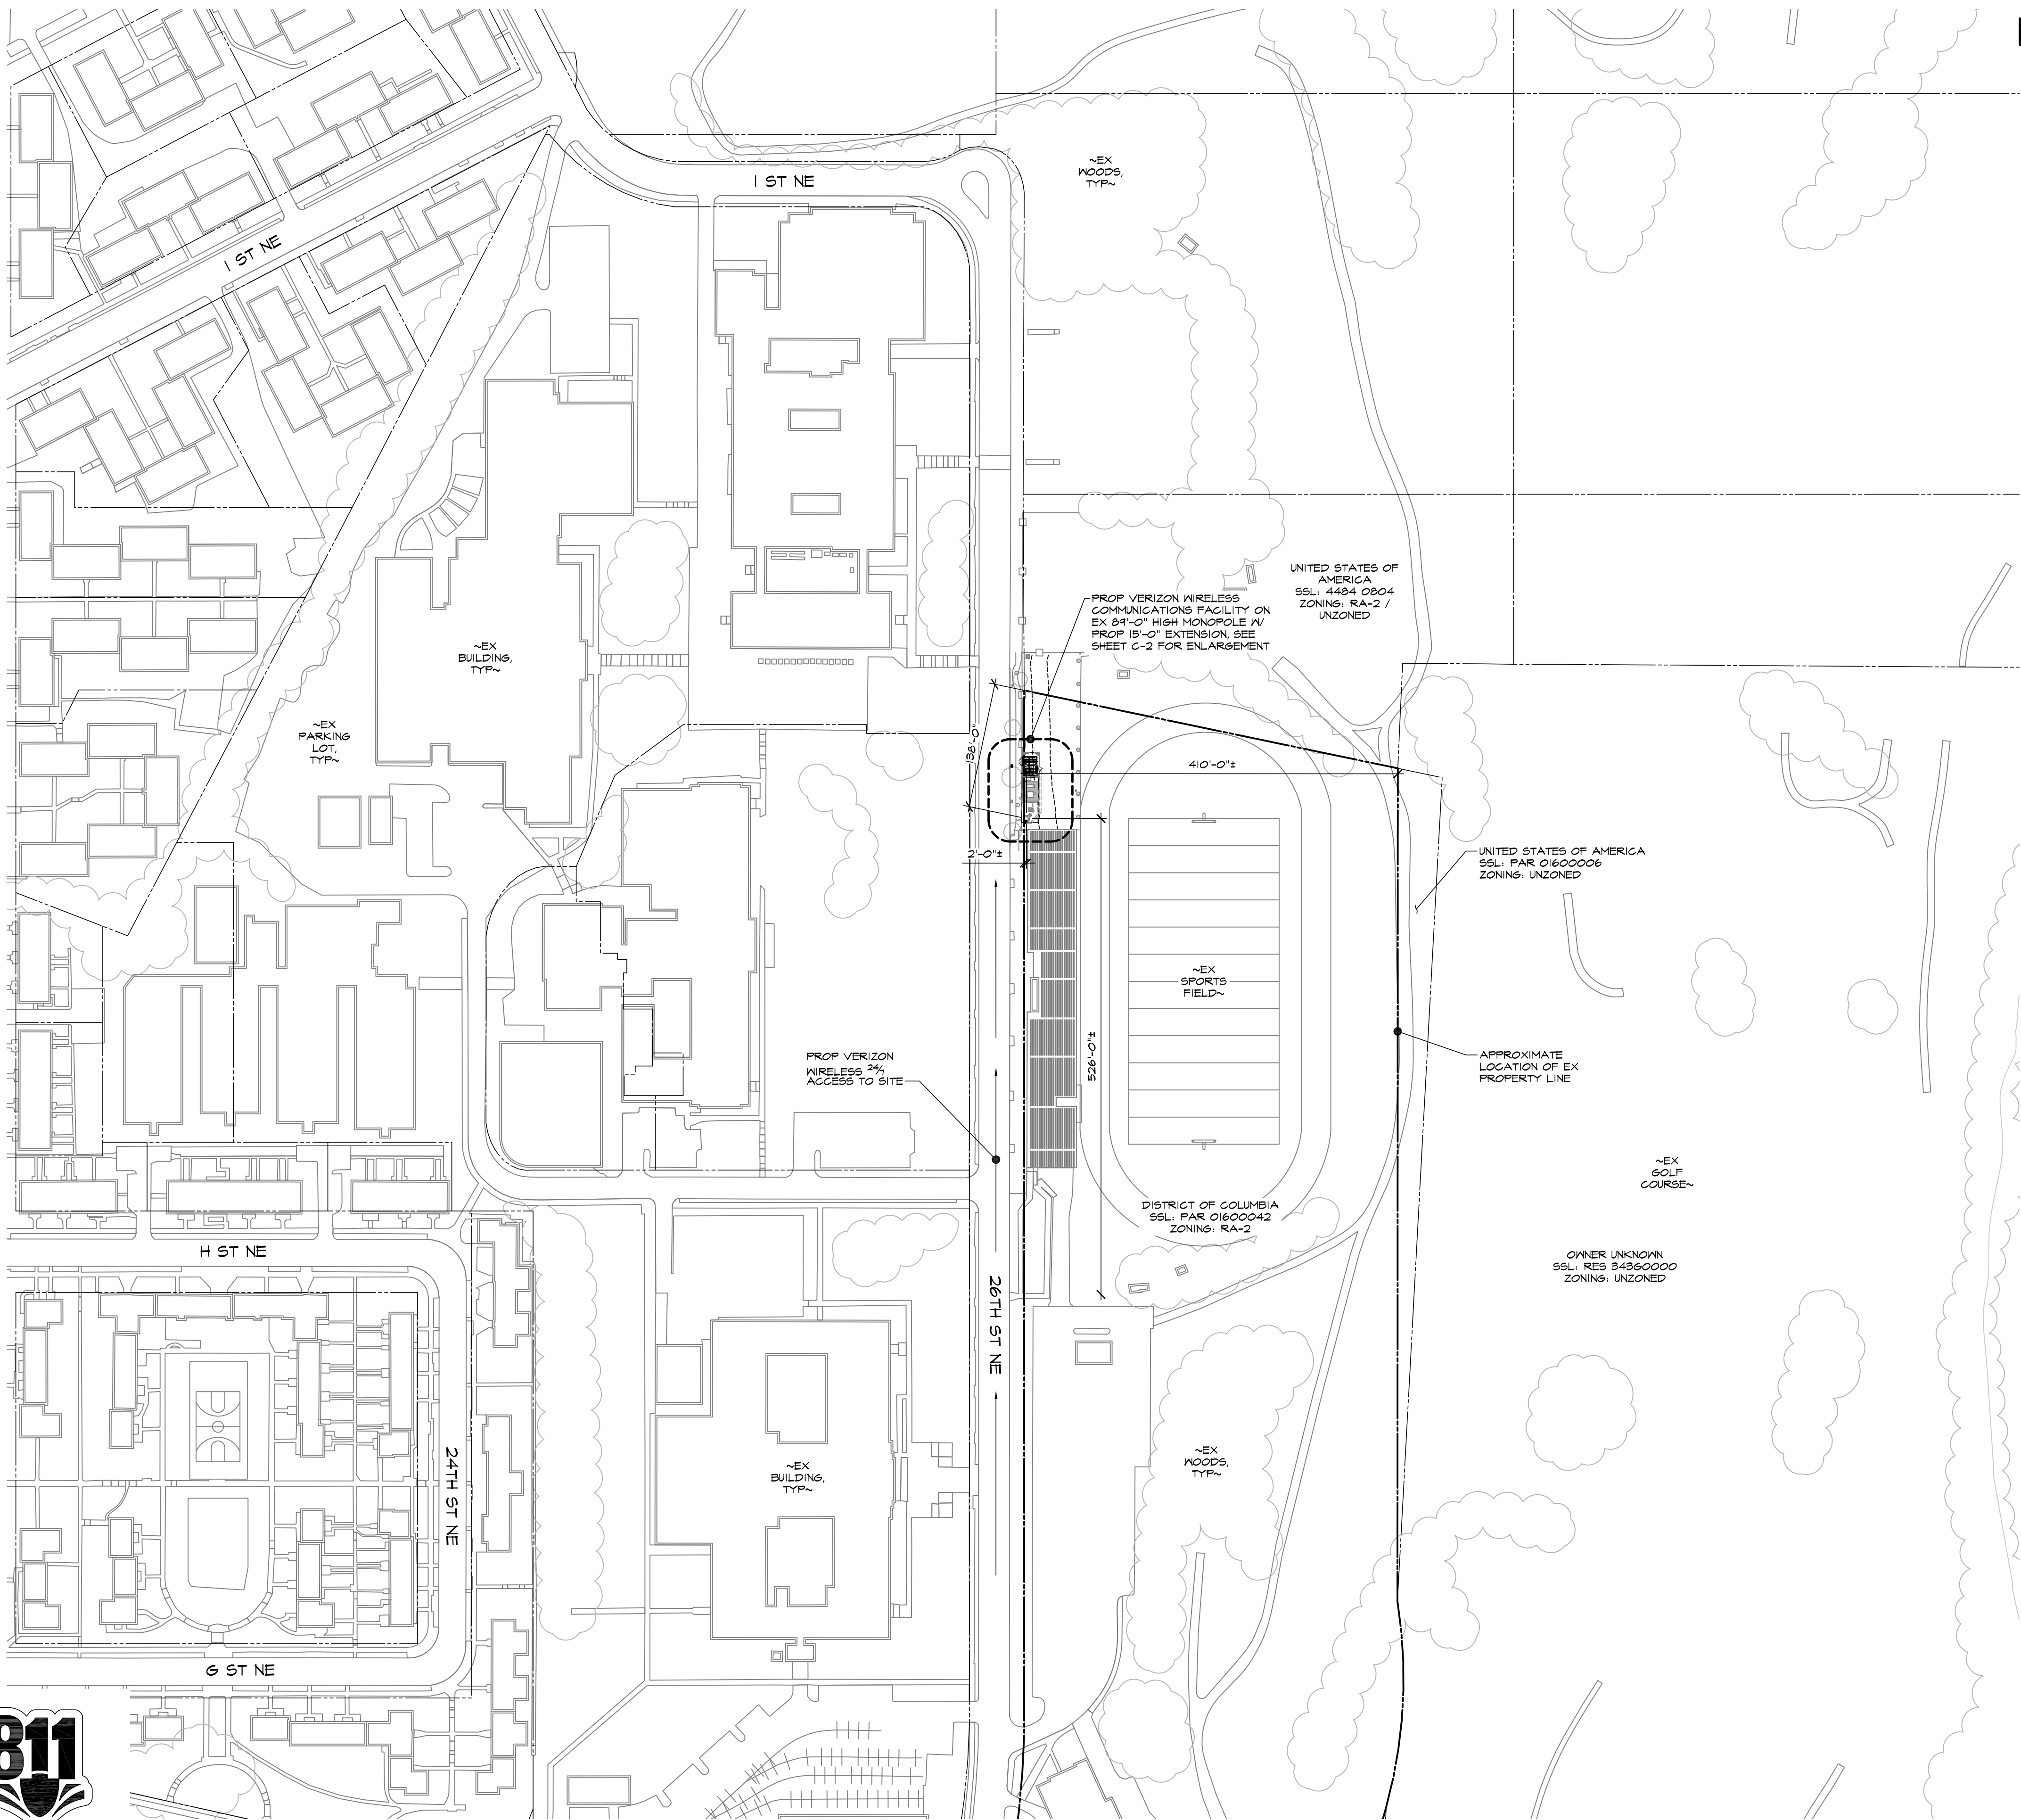 I ST NE
~EX
WOODS,
TYP~
I ST NE
UNITED STATES OF
AMERICA
SSL: 4484 0804
ZONING: RA-2 /
UNZONED
PROP VERIZON WIRELESS
COMMUNICATIONS FACILITY ON
EX 89'-0" HIGH MONOPOLE W/
PROP 15'-0" EXTENSION, SEE
SHEET C-2 FOR ENLARGEMENT
~EX
BUILDING,
TYP~
~EX
PARKING
LOT,
TYP~
138'-0"
410'-0"±
2'-0"±
UNITED STATES OF AMERICA
SSL: PAR 01600006
ZONING: UNZONED
~EX
SPORTS
FIELD~
526'-0"±
PROP VERIZON
WIRELESS 24/7
ACCESS TO SITE
APPROXIMATE
LOCATION OF EX
PROPERTY LINE
~EX
GOLF
COURSE~
DISTRICT OF COLUMBIA
SSL: PAR 01600042
ZONING: RA-2
H ST NE
OWNER UNKNOWN
SSL: RES 34360000
ZONING: UNZONED
26TH ST NE
24TH ST NE
~EX
BUILDING,
TYP~
~EX
WOODS,
TYP~
G ST NE
811